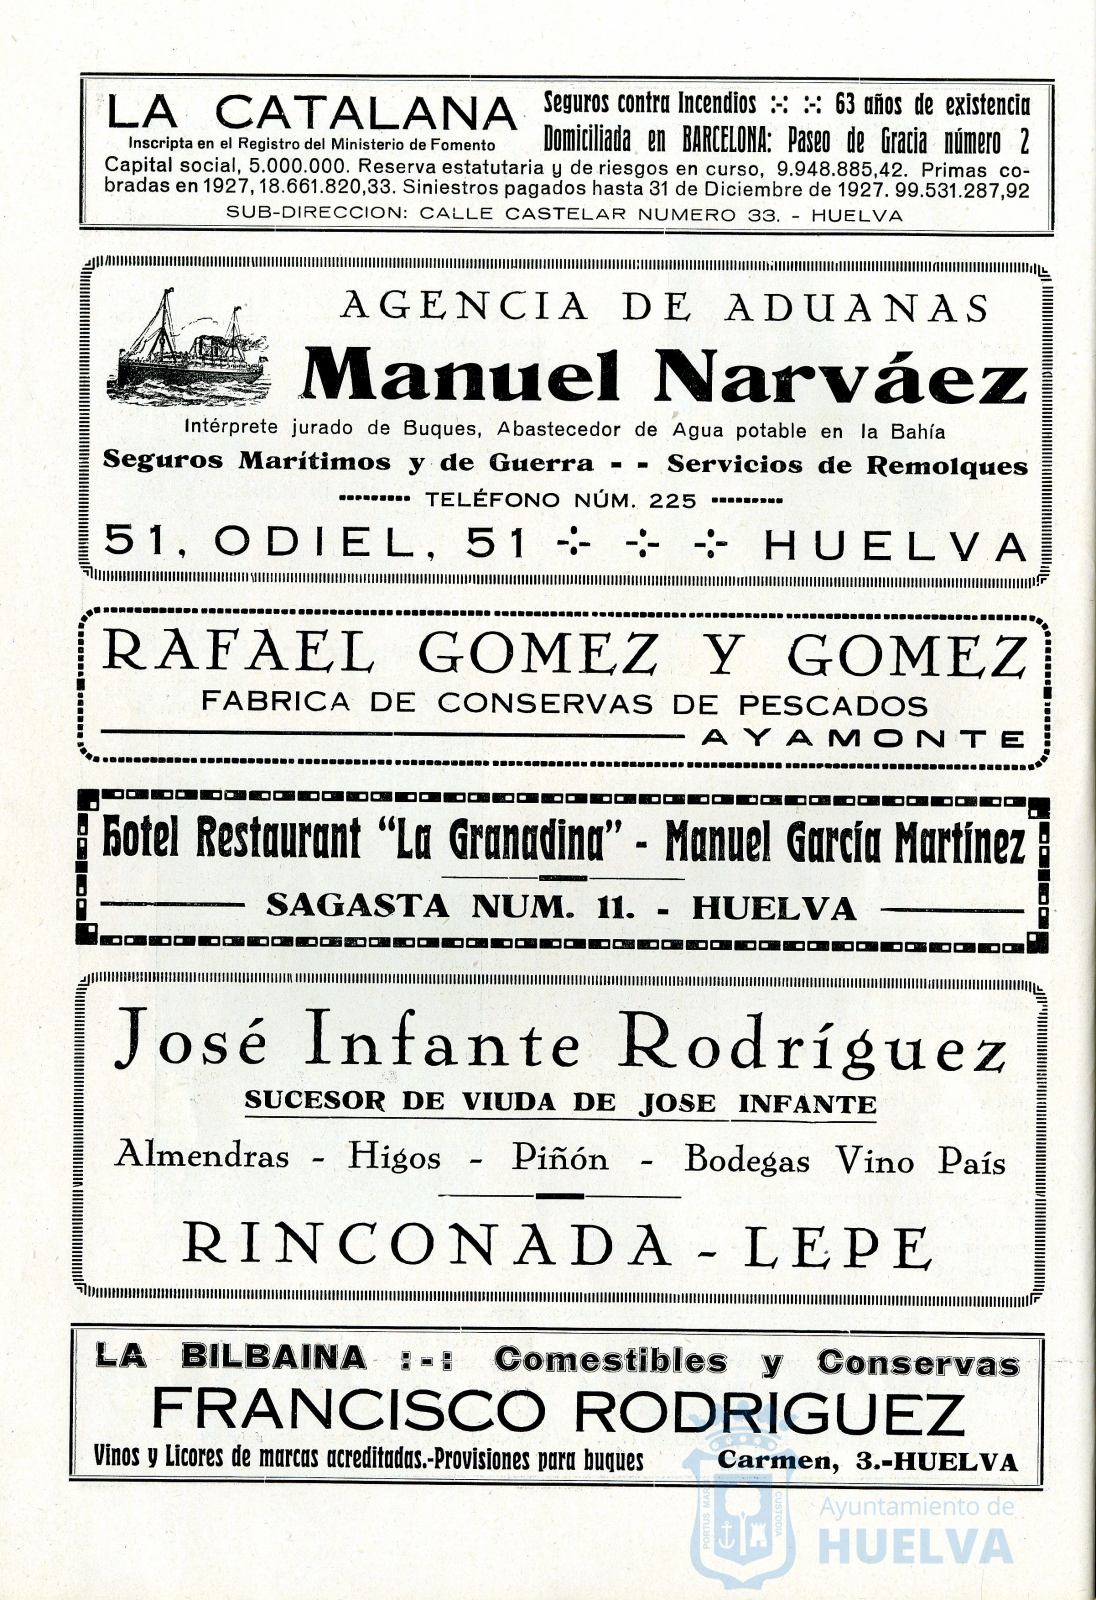 LA CATALANA
Seguros contra Incendios :-: :-: 63 años de existencia
Inscripta en el Registro del Ministerio de Fomento
Domiciliada en BARCELONA: Paseo de Gracia número 2
Capital social, 5.000.000. Reserva estatutaria y de riesgos en curso, 9.948.885,42. Primas co-
bradas en 1927, 18.661.820,33. Siniestros pagados hasta 31 de Diciembre de 1927. 99.531.287,92
SUB-DIRECCION: CALLE CASTELAR NUMERO 33. - HUELVA
AGENCIA DE ADUANAS
Manuel Narváez
Intérprete jurado de Buques, Abastecedor de Agua potable en la Bahía
Seguros Marítimos y de Guerra - - Servicios de Remolques
TELÉFONO NÚM. 225
51, ODIEL, 51 -:- -:- -:- HUELVA
RAFAEL GOMEZ Y GOMEZ
FABRICA DE CONSERVAS DE PESCADOS
AYAMONTE
hotel Restaurant "La Granadina" - Manuel García Martínez
SAGASTA NUM. 11. - HUELVA
José Infante Rodríguez
SUCESOR DE VIUDA DE JOSE INFANTE
Almendras - Higos - Piñón - Bodegas Vino País
RINCONADA - LEPE
LA BILBAINA :-: Comestibles y Conservas
FRANCISCO RODRIGUEZ
Vinos y Licores de marcas acreditadas.-Provisiones para buques
Carmen, 3.-HUELVA
PORTUS MARIS
CUSTODIA
Ayuntamiento de
HUELVA